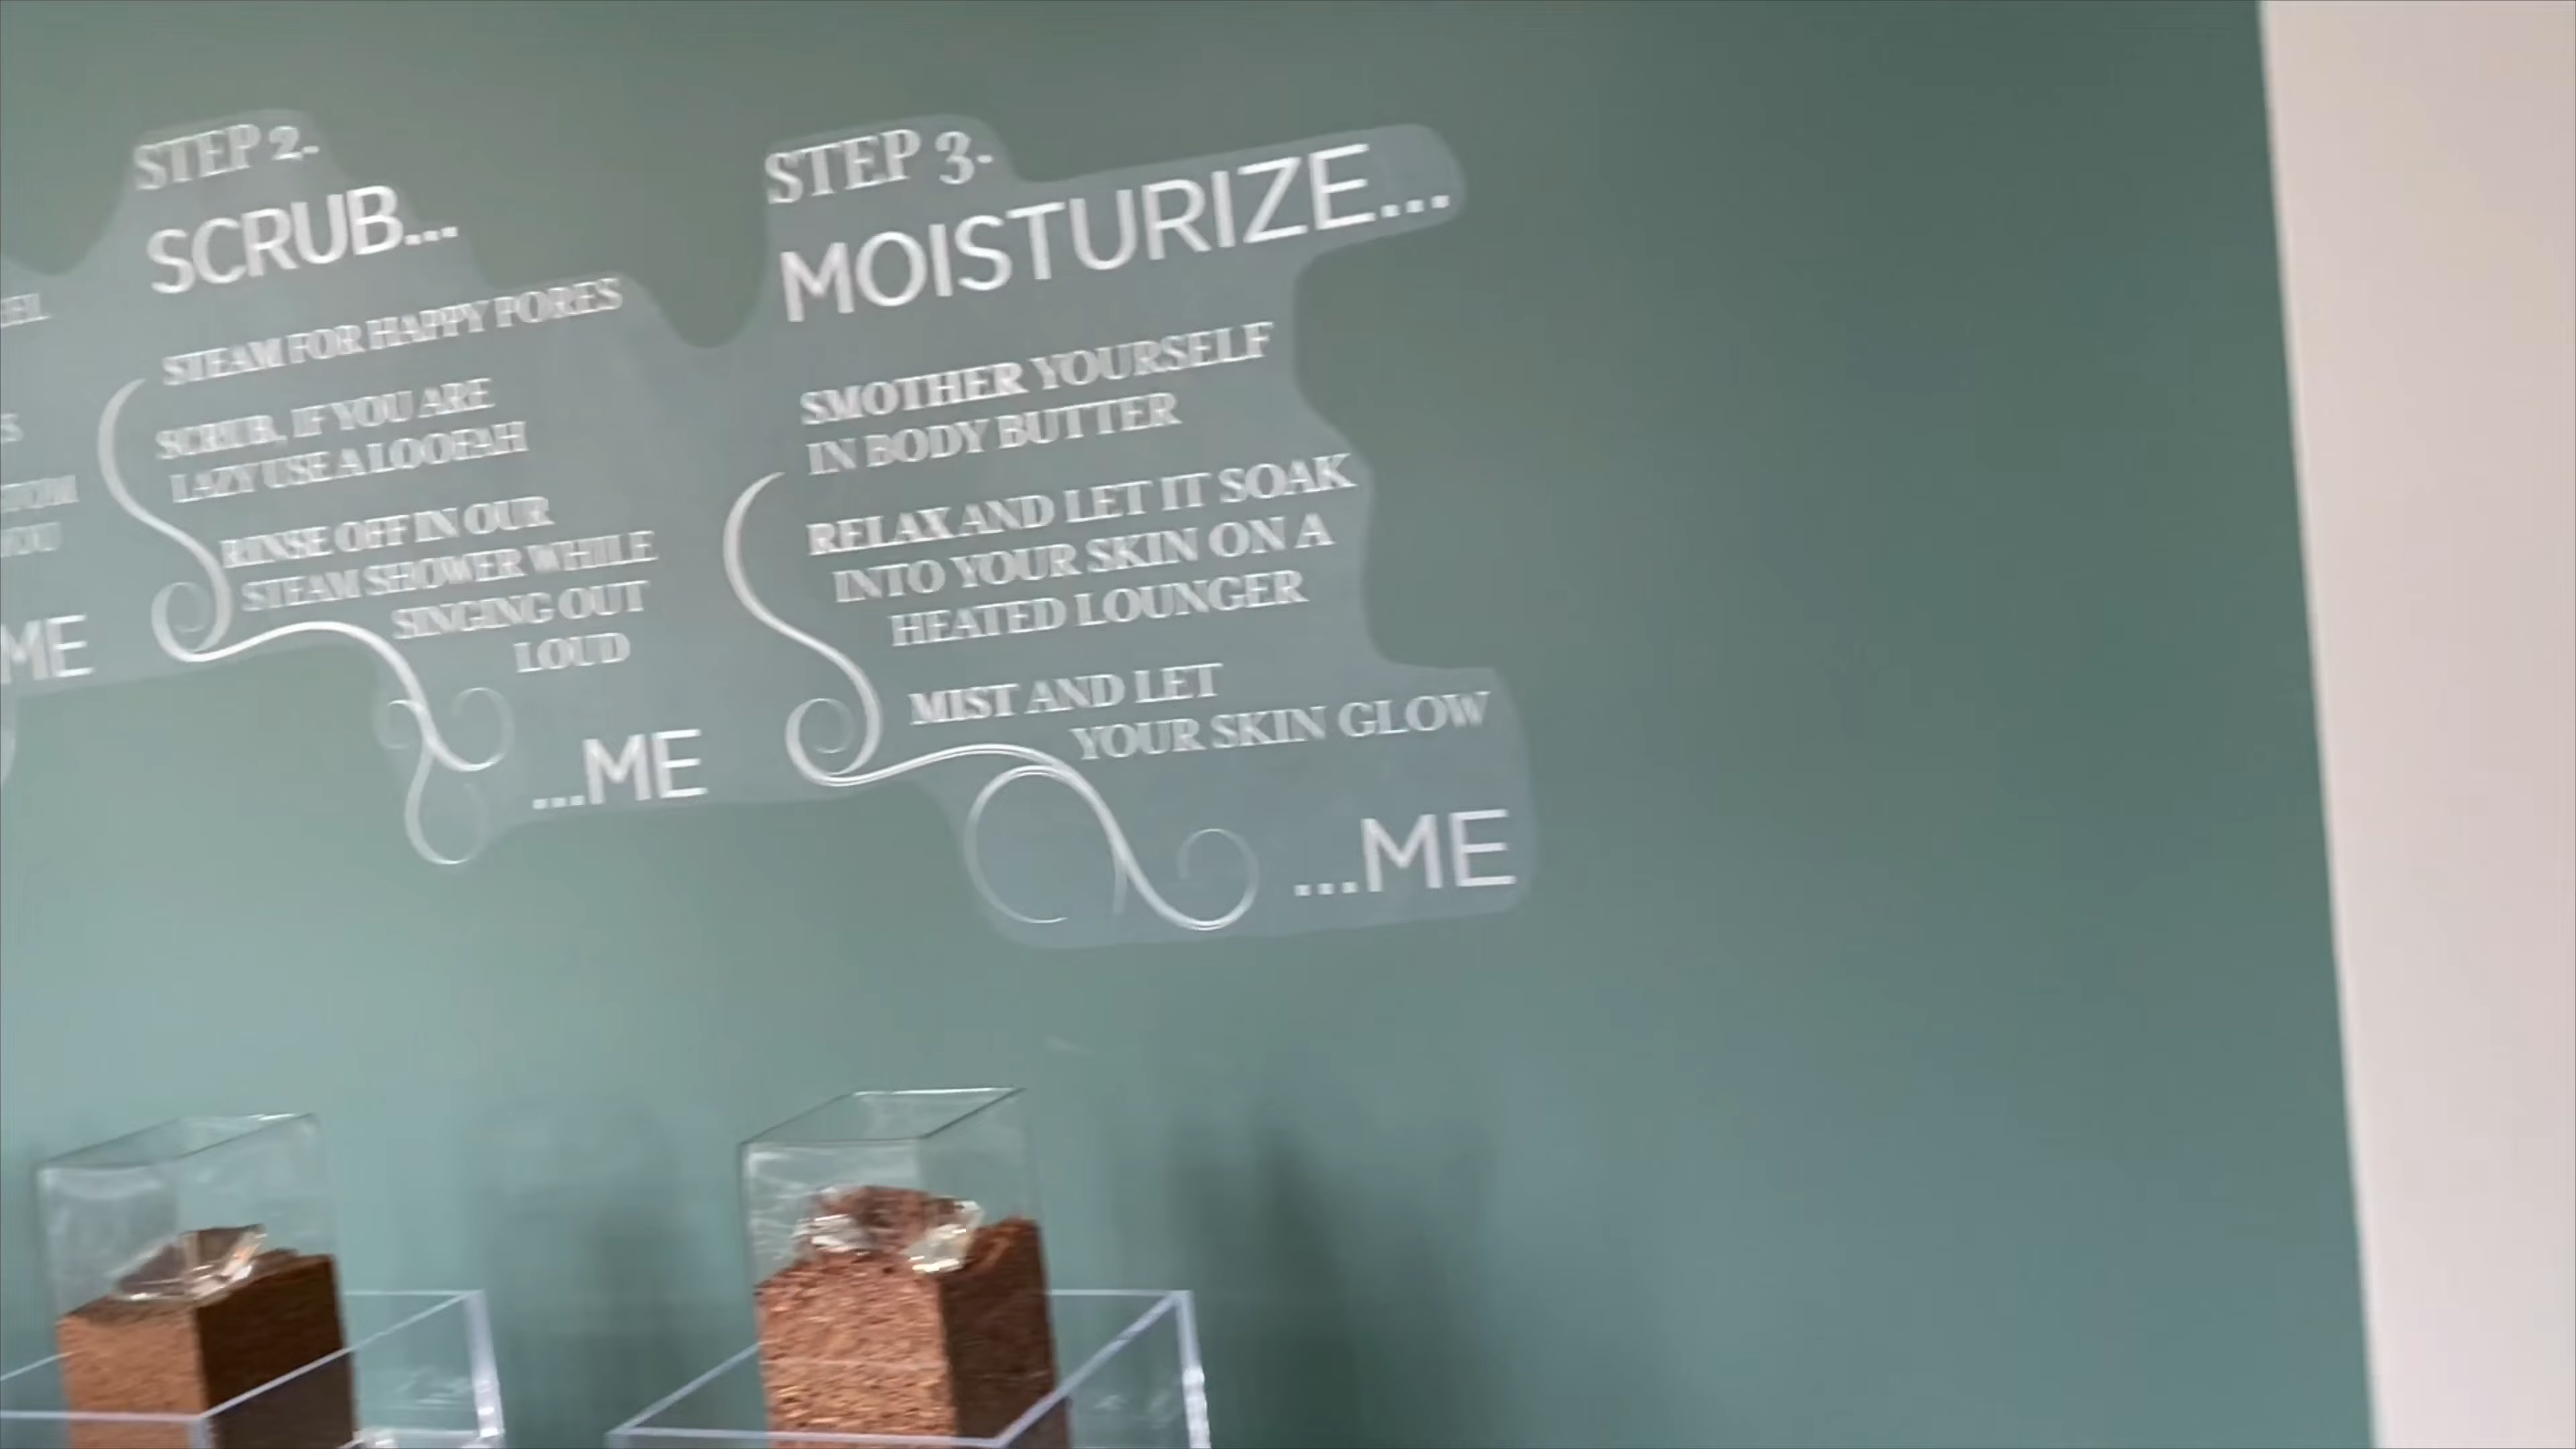 STEP 2-
SCRUB...
STEAM FOR HAPPY PORES
SCRUB, IF YOU ARE
LAZY USE A LOOFAH
RINSE OFF IN OUR
STEAM SHOWER WHILE
SINGING OUT
LOUD
...ME
STEP 3-
MOISTURIZE...
SMOTHER YOURSELF
IN BODY BUTTER
RELAX AND LET IT SOAK
INTO YOUR SKIN ON A
HEATED LOUNGER
MIST AND LET
YOUR SKIN GLOW
...ME
ME